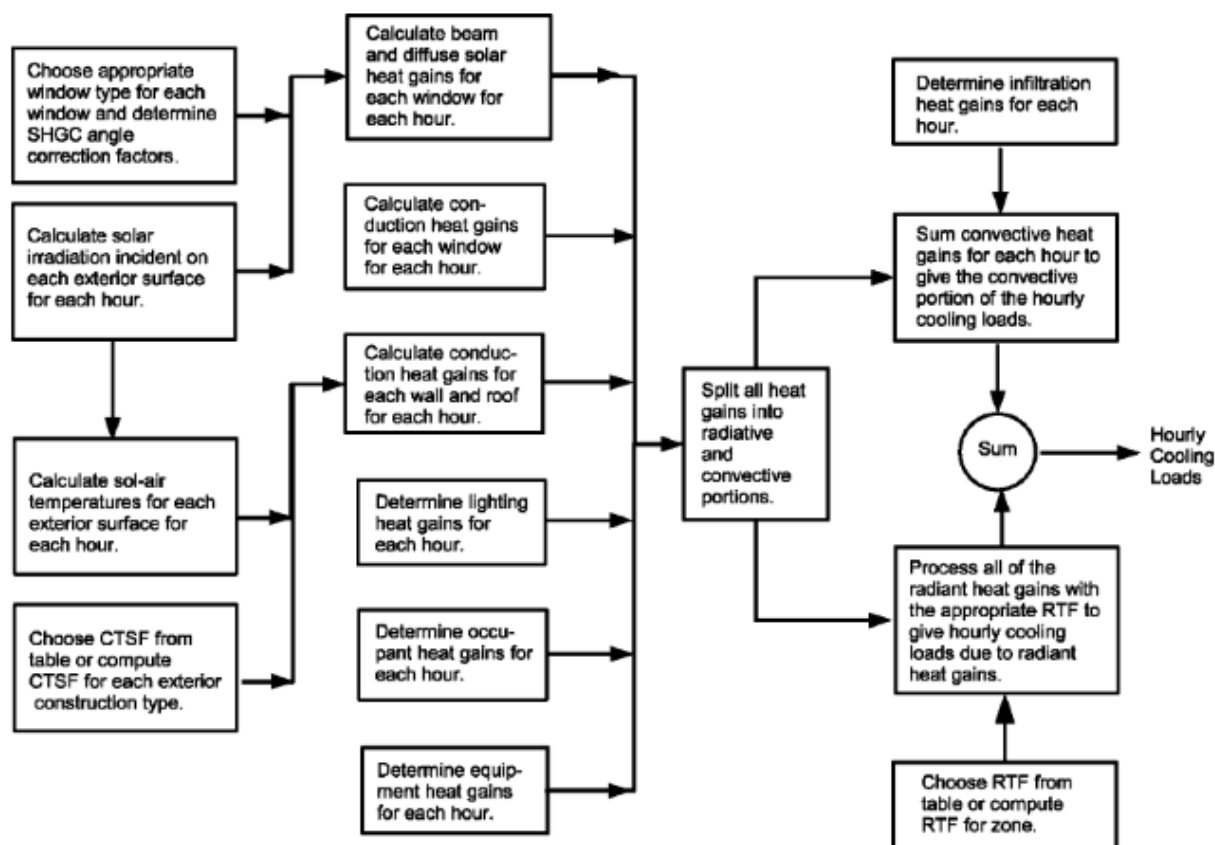 Choose appropriate
window type for each
window and determine
SHGC angle
correction factors.
Calculate solar
irradiation incident on
each exterior surface
for each hour.
Calculate sol-air
temperatures for each
exterior surface for
each hour.
Choose CTSF from
table or compute
CTSF for each exterior
construction type.
Calculate beam
and diffuse solar
heat gains for
each window for
each hour.
Calculate con-
duction heat gains
for each window
for each hour.
Calculate conduc-
tion heat gains for
each wall and roof
for each hour.
Determine lighting
heat gains for
each hour.
Determine occu-
pant heat gains for
each hour.
Determine equip-
ment heat gains
for each hour.
Split all heat
gains into
radiative
and
convective
portions.
Determine infiltration
heat gains for each
hour.
Sum convective heat
gains for each hour to
give the convective
portion of the hourly
cooling loads.
Sum
Hourly
Cooling
Loads
Process all of the
radiant heat gains with
the appropriate RTF to
give hourly cooling
loads due to radiant
heat gains.
Choose RTF from
table or compute
RTF for zone.